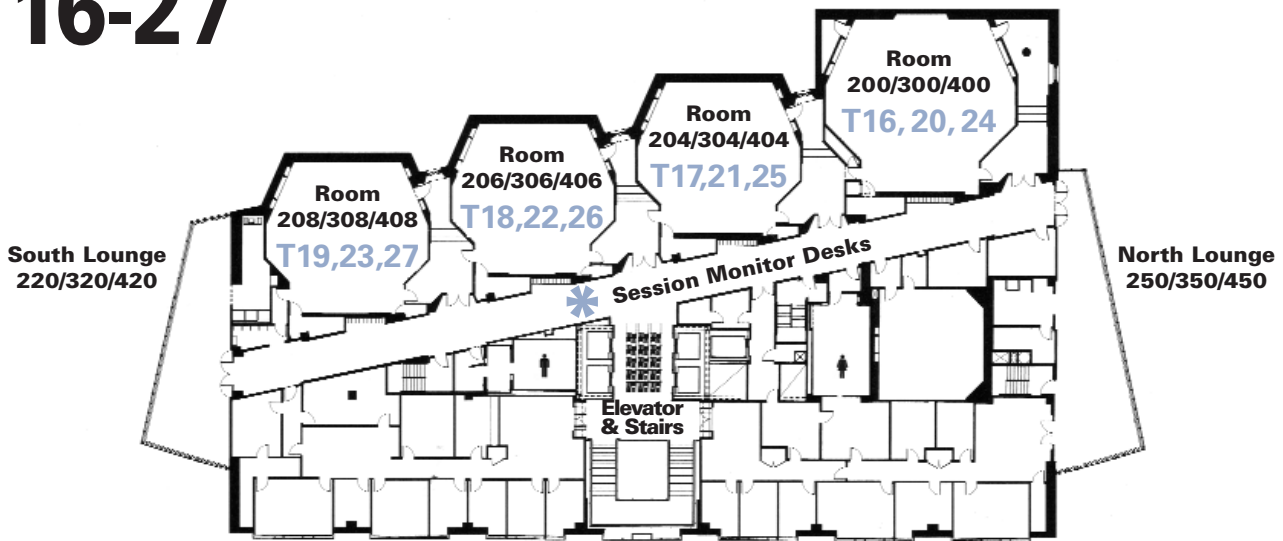 16-27
Room
200/300/400
T16, 20, 24
Room
204/304/404
T17,21,25
Room
206/306/406
T18,22,26
Room
208/308/408
T19,23,27
South Lounge
220/320/420
North Lounge
250/350/450
* Session Monitor Desks
Elevator
& Stairs